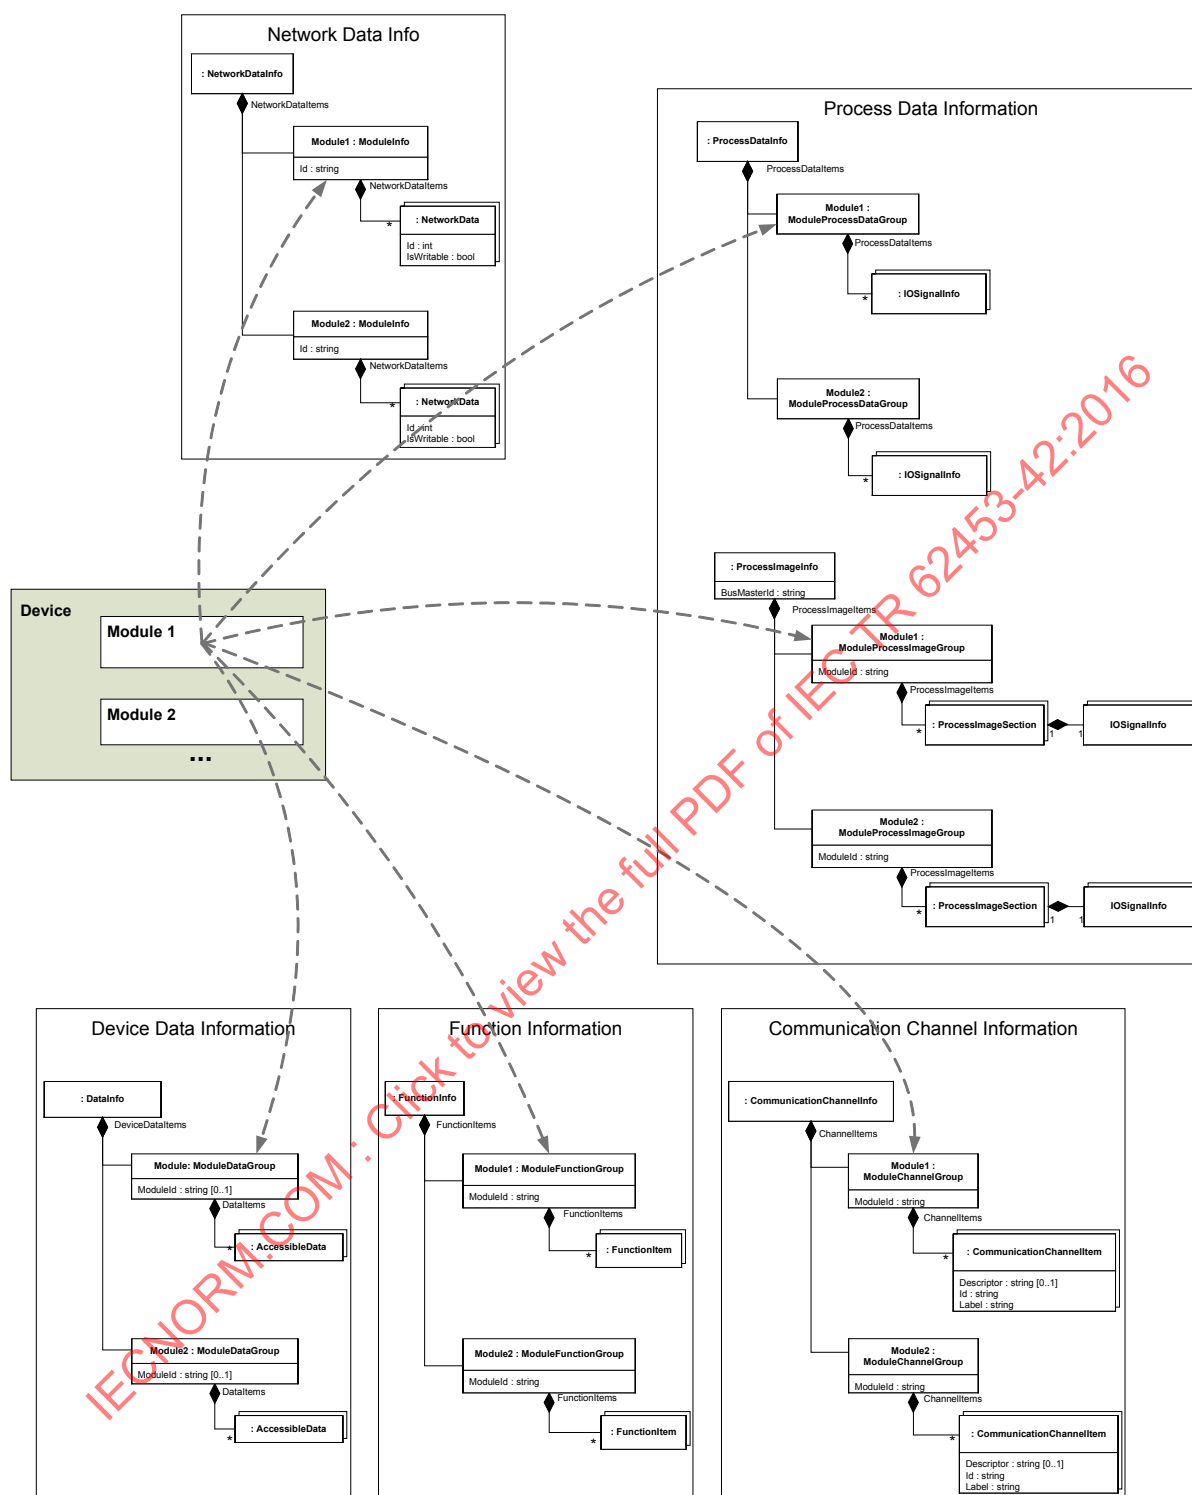 Network Data Info
: NetworkDataInfo
NetworkDataItems
Module1 : ModuleInfo
Id : string
NetworkDataItems
: NetworkData
*
Id : int
IsWritable : bool
Module2 : ModuleInfo
Id : string
NetworkDataItems
: NetworkData
*
Id : int
IsWritable : bool
Process Data Information
: ProcessDataInfo
ProcessDataItems
Module1 :
ModuleProcessDataGroup
ProcessDataItems
: IOSignalInfo
*
Module2 :
ModuleProcessDataGroup
ProcessDataItems
: IOSignalInfo
*
: ProcessImageInfo
BusMasterId : string
ProcessImageItems
Module1 :
ModuleProcessImageGroup
ModuleId : string
ProcessImageItems
: ProcessImageSection
IOSignalInfo
*
1
1
Module2 :
ModuleProcessImageGroup
ModuleId : string
ProcessImageItems
: ProcessImageSection
IOSignalInfo
*
1
1
Device
Module 1
Module 2
...
Device Data Information
: DataInfo
DeviceDataItems
Module: ModuleDataGroup
ModuleId : string [0..1]
DataItems
: AccessibleData
*
Module2 : ModuleDataGroup
ModuleId : string [0..1]
DataItems
: AccessibleData
*
Function Information
: FunctionInfo
FunctionItems
Module1 : ModuleFunctionGroup
ModuleId : string
FunctionItems
: FunctionItem
*
Module2 : ModuleFunctionGroup
ModuleId : string
FunctionItems
: FunctionItem
*
Communication Channel Information
: CommunicationChannelInfo
ChannelItems
Module1 :
ModuleChannelGroup
ModuleId : string
ChannelItems
: CommunicationChannelItem
*
Descriptor : string [0..1]
Id : string
Label : string
Module2 :
ModuleChannelGroup
ModuleId : string
ChannelItems
: CommunicationChannelItem
*
Descriptor : string [0..1]
Id : string
Label : string
IECNORM.COM : Click to view the full PDF of IEC TR 62453-42:2016